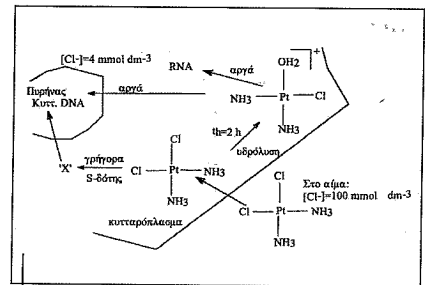 [Cl-]=4 mmol dm-3
RNA
αργά
OH2
+
Πυρήνας
Κυττ. DNA
αργά
NH3
Pt
Cl
NH3
Cl
th=2 h
υδρόλυση
γρήγορα
'X'
S-δότης
Cl
Pt
NH3
NH3
Cl
Στο αίμα:
[Cl-]=100 mmol dm-3
Cl
Pt
NH3
NH3
κυτταρόπλασμα